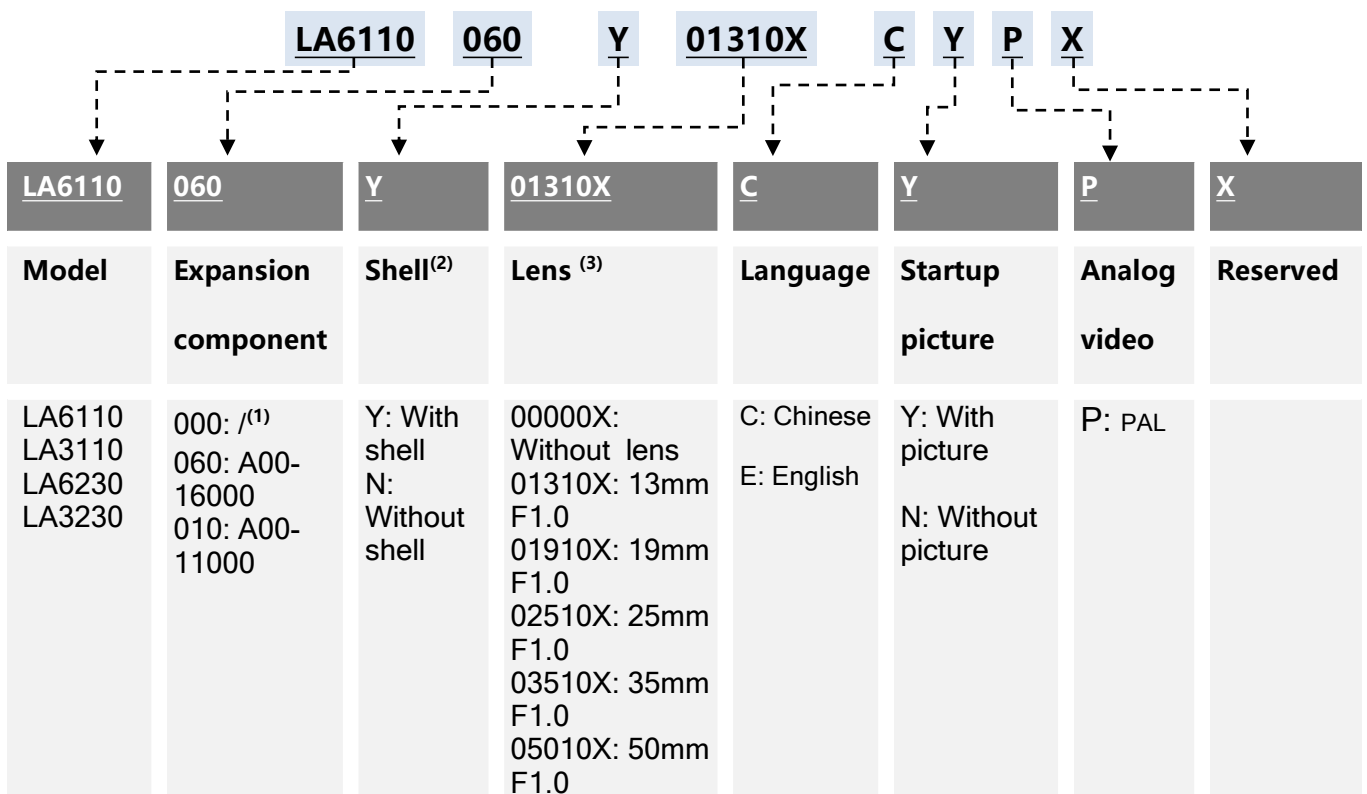 LA6110 060 Y 01310X C Y P X
LA6110 060 Y 01310X C Y P X
Model
Expansion
component
Shell(2)
Lens (3)
Language
Startup
picture
Analog
video
Reserved
LA6110
LA3110
LA6230
LA3230
000: /(1)
060: A00-
16000
010: A00-
11000
Y: With
shell
N:
Without
shell
00000X:
Without lens
01310X: 13mm
F1.0
01910X: 19mm
F1.0
02510X: 25mm
F1.0
03510X: 35mm
F1.0
05010X: 50mm
F1.0
C: Chinese
E: English
Y: With
picture
N: Without
picture
P: PAL